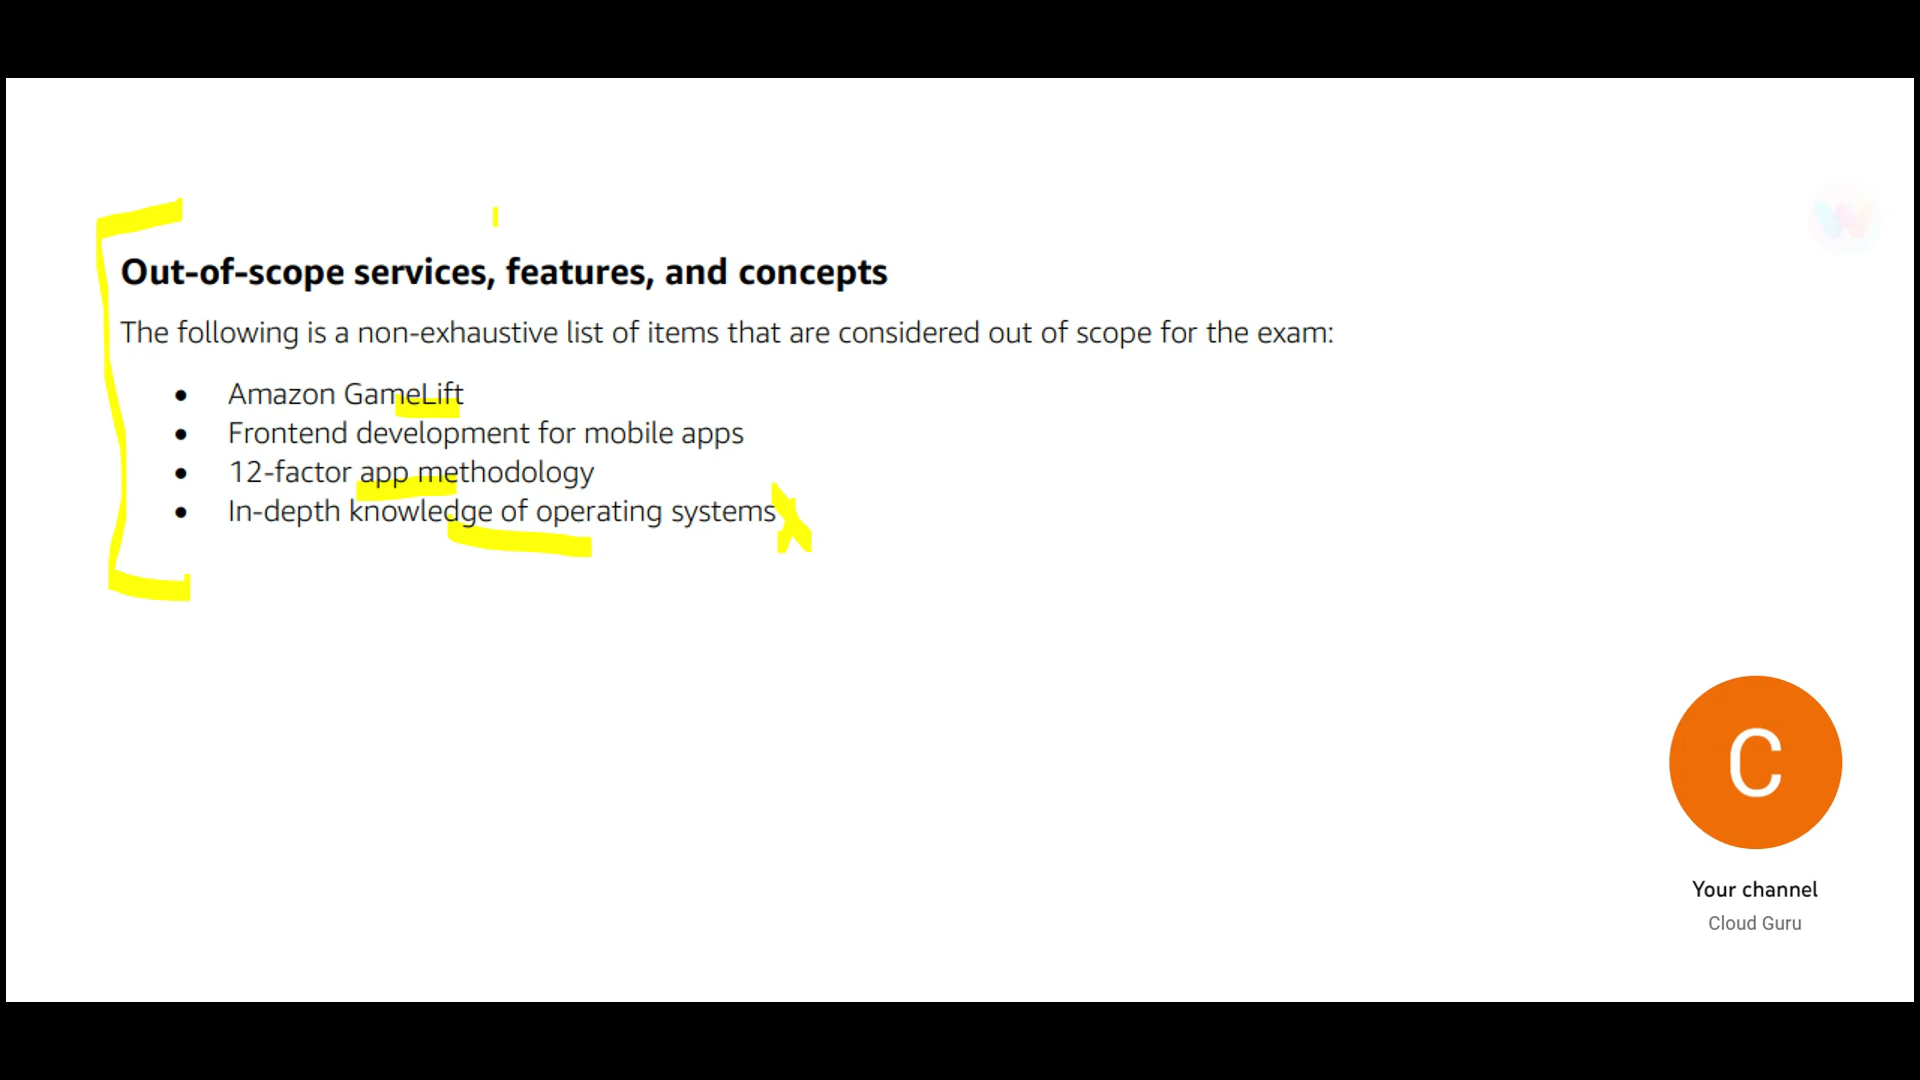 Out-of-scope services, features, and concepts
The following is a non-exhaustive list of items that are considered out of scope for the exam:
• Amazon GameLift
• Frontend development for mobile apps
• 12-factor app methodology
• In-depth knowledge of operating systems
C
Your channel
Cloud Guru